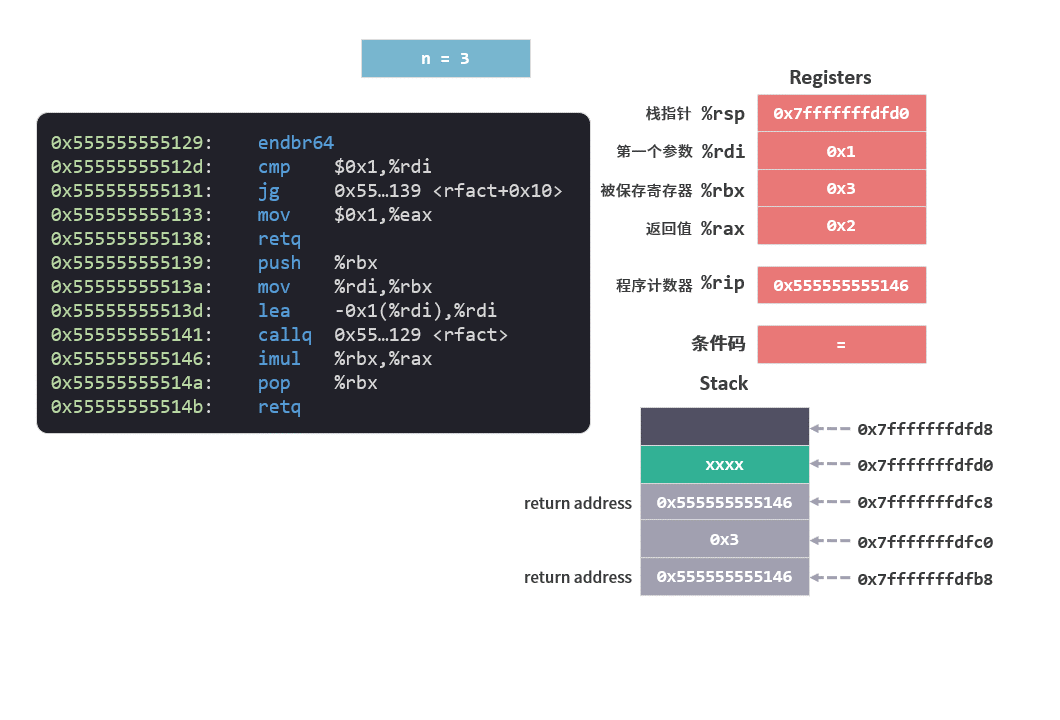 n = 3
0x555555555129: endbr64
0x55555555512d: cmp $0x1,%rdi
0x555555555131: jg 0x55…139 <rfact+0x10>
0x555555555133: mov $0x1,%eax
0x555555555138: retq
0x555555555139: push %rbx
0x55555555513a: mov %rdi,%rbx
0x55555555513d: lea -0x1(%rdi),%rdi
0x555555555141: callq 0x55…129 <rfact>
0x555555555146: imul %rbx,%rax
0x55555555514a: pop %rbx
0x55555555514b: retq
Registers
栈指针 %rsp 0x7fffffffdfd0
第一个参数 %rdi 0x1
被保存寄存器 %rbx 0x3
返回值 %rax 0x2
程序计数器 %rip 0x555555555146
条件码 =
Stack
0x7fffffffdfd8
xxxx 0x7fffffffdfd0
return address 0x555555555146 0x7fffffffdfc8
0x3 0x7fffffffdfc0
return address 0x555555555146 0x7fffffffdfb8